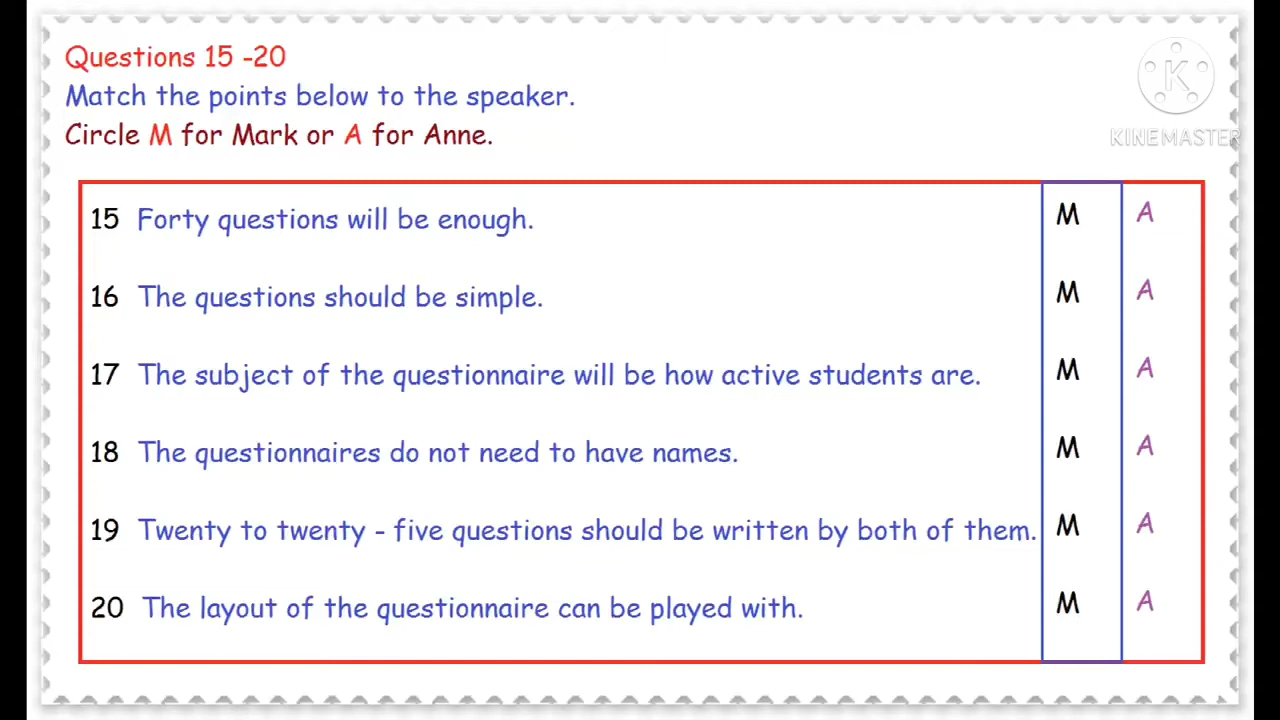 Questions 15 -20
Match the points below to the speaker.
Circle M for Mark or A for Anne.
K
KINEMASTER
15 Forty questions will be enough. M A
16 The questions should be simple. M A
17 The subject of the questionnaire will be how active students are. M A
18 The questionnaires do not need to have names. M A
19 Twenty to twenty - five questions should be written by both of them. M A
20 The layout of the questionnaire can be played with. M A